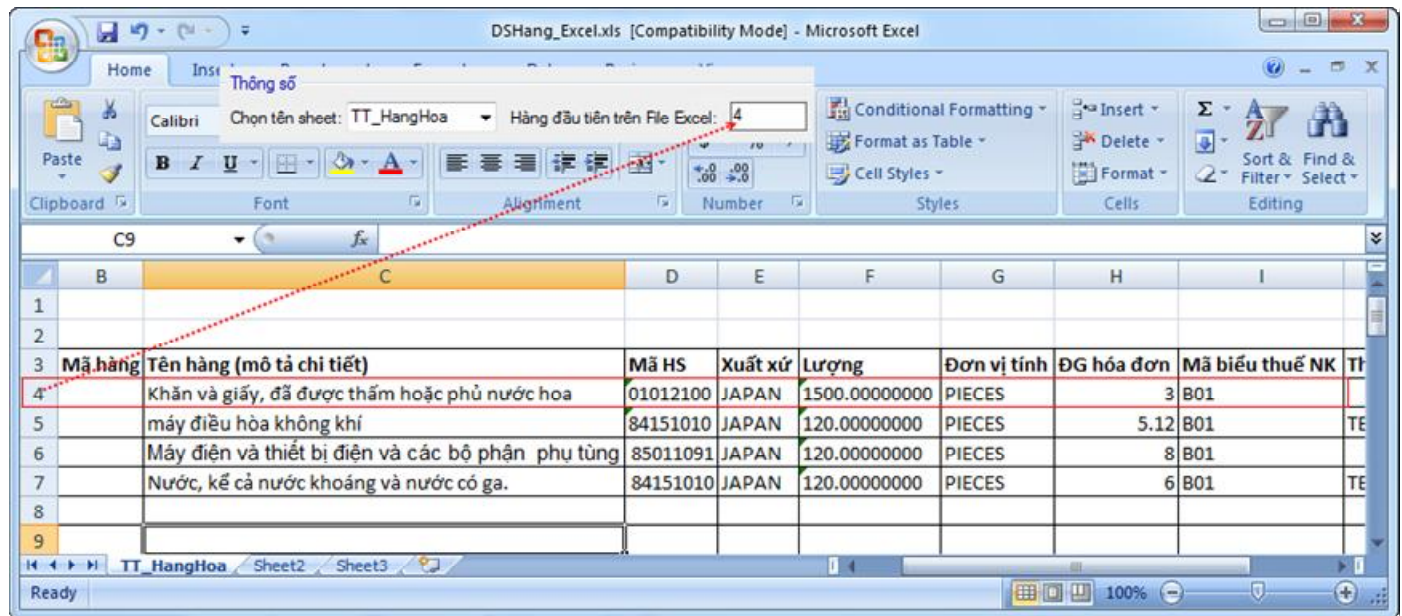 DSHang_Excel.xls [Compatibility Mode] - Microsoft Excel
Home
Thông số
Chọn tên sheet: TT_HangHoa Hàng đầu tiên trên File Excel: 4
Calibri
Paste
B I U A
Conditional Formatting
Format as Table
Cell Styles
Insert
Delete
Format
Σ
Sort & Filter
Find & Select
Clipboard Font Alignment Number Styles Cells Editing
C9 fx
B C D E F G H I
1
2
3 Mã hàng Tên hàng (mô tả chi tiết) Mã HS Xuất xứ Lượng Đơn vị tính ĐG hóa đơn Mã biểu thuế NK
4 Khăn và giấy, đã được thấm hoặc phủ nước hoa 01012100 JAPAN 1500.00000000 PIECES 3 B01
5 máy điều hòa không khí 84151010 JAPAN 120.00000000 PIECES 5.12 B01 TE
6 Máy điện và thiết bị điện và các bộ phận phụ tùng 85011091 JAPAN 120.00000000 PIECES 8 B01
7 Nước, kể cả nước khoáng và nước có ga. 84151010 JAPAN 120.00000000 PIECES 6 B01 TE
8
9
TT_HangHoa Sheet2 Sheet3
Ready 100%